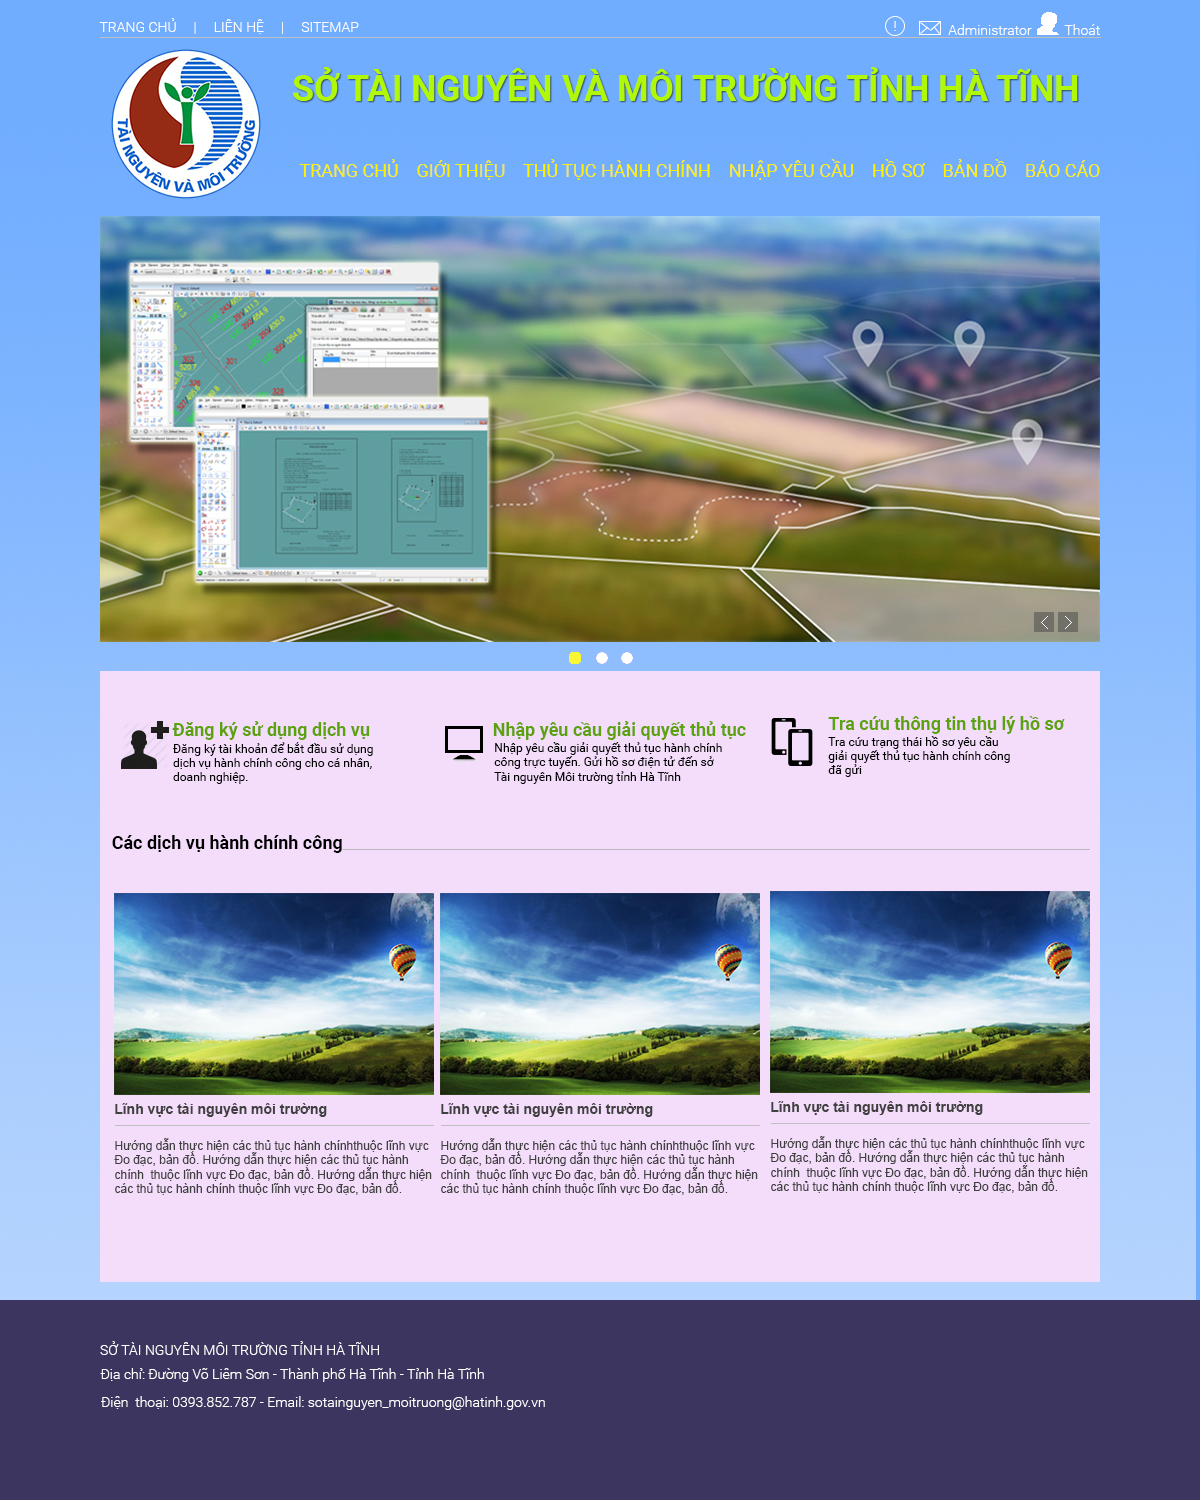 TRANG CHỦ | LIÊN HỆ | SITEMAP
Administrator Thoát
SỞ TÀI NGUYÊN VÀ MÔI TRƯỜNG TỈNH HÀ TĨNH
TÀI NGUYÊN VÀ MÔI TRƯỜNG
TRANG CHỦ GIỚI THIỆU THỦ TỤC HÀNH CHÍNH NHẬP YÊU CẦU HỒ SƠ BẢN ĐỒ BÁO CÁO
Đăng ký sử dụng dịch vụ
Đăng ký tài khoản để bắt đầu sử dụng
dịch vụ hành chính công cho cá nhân,
doanh nghiệp.
Nhập yêu cầu giải quyết thủ tục
Nhập yêu cầu giải quyết thủ tục hành chính
công trực tuyến. Gửi hồ sơ điện tử đến sở
Tài nguyên Môi trường tỉnh Hà Tĩnh
Tra cứu thông tin thụ lý hồ sơ
Tra cứu trạng thái hồ sơ yêu cầu
giải quyết thủ tục hành chính công
đã gửi
Các dịch vụ hành chính công
Lĩnh vực tài nguyên môi trường
Hướng dẫn thực hiện các thủ tục hành chínhthuộc lĩnh vực
Đo đạc, bản đồ. Hướng dẫn thực hiện các thủ tục hành
chính  thuộc lĩnh vực Đo đạc, bản đồ. Hướng dẫn thực hiện
các thủ tục hành chính thuộc lĩnh vực Đo đạc, bản đồ.
Lĩnh vực tài nguyên môi trường
Hướng dẫn thực hiện các thủ tục hành chínhthuộc lĩnh vực
Đo đạc, bản đồ. Hướng dẫn thực hiện các thủ tục hành
chính  thuộc lĩnh vực Đo đạc, bản đồ. Hướng dẫn thực hiện
các thủ tục hành chính thuộc lĩnh vực Đo đạc, bản đồ.
Lĩnh vực tài nguyên môi trường
Hướng dẫn thực hiện các thủ tục hành chínhthuộc lĩnh vực
Đo đạc, bản đồ. Hướng dẫn thực hiện các thủ tục hành
chính  thuộc lĩnh vực Đo đạc, bản đồ. Hướng dẫn thực hiện
các thủ tục hành chính thuộc lĩnh vực Đo đạc, bản đồ.
SỞ TÀI NGUYÊN MÔI TRƯỜNG TỈNH HÀ TĨNH
Địa chỉ: Đường Võ Liêm Sơn - Thành phố Hà Tĩnh - Tỉnh Hà Tĩnh
Điện  thoại: 0393.852.787 - Email: sotainguyen_moitruong@hatinh.gov.vn